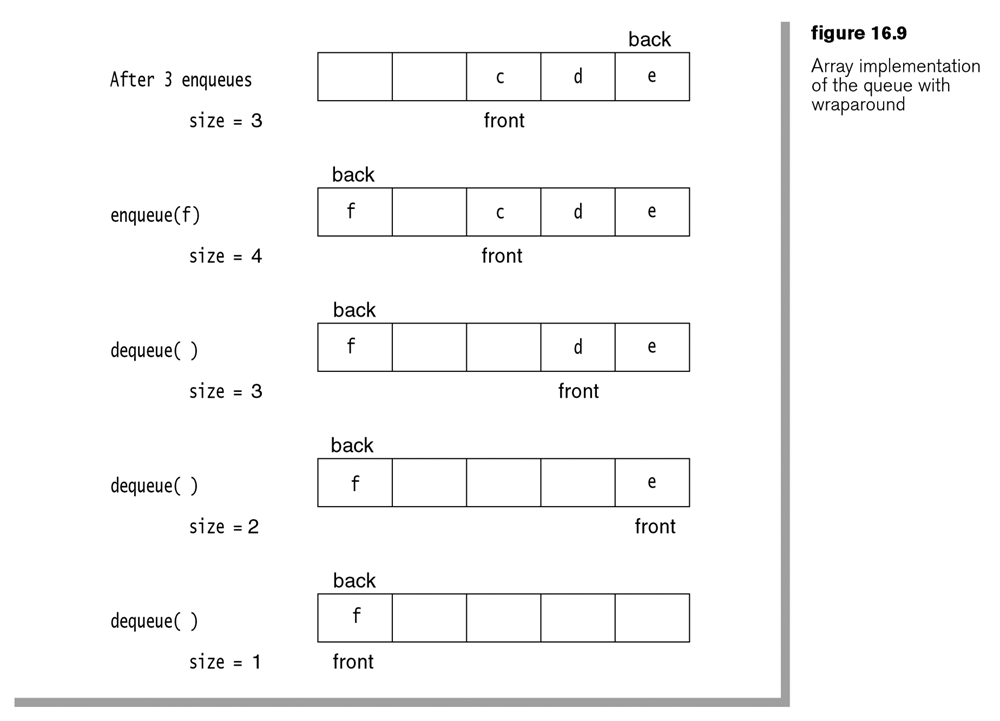 figure 16.9
Array implementation
of the queue with
wraparound
back
After 3 enqueues c d e
size = 3 front
back
enqueue(f) f c d e
size = 4 front
back
dequeue( ) f d e
size = 3 front
back
dequeue( ) f e
size = 2 front
back
dequeue( ) f
size = 1 front